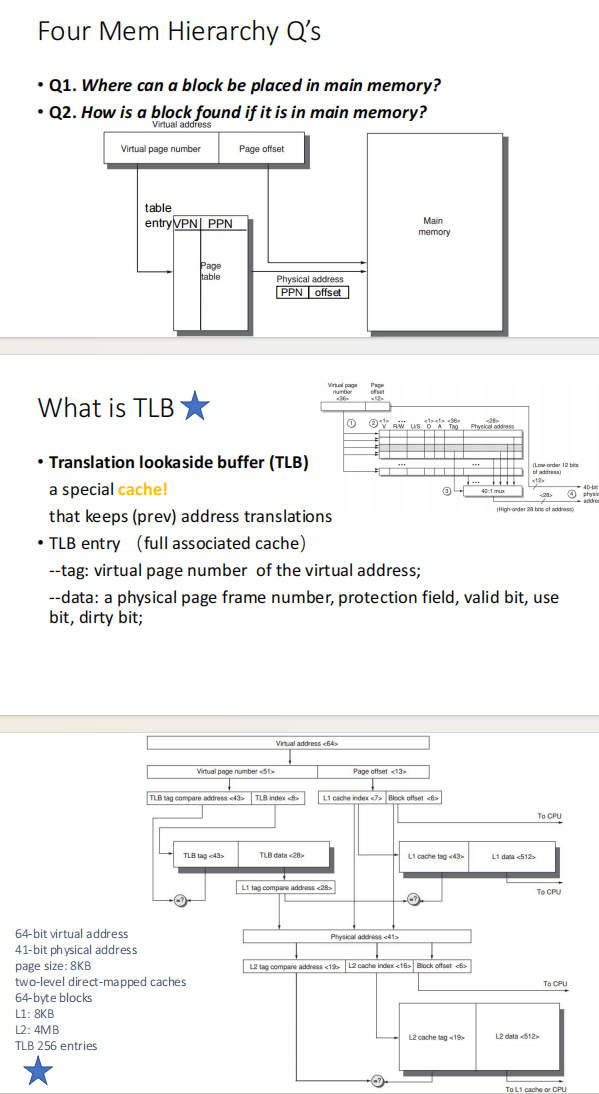 Four Mem Hierarchy Q's
• Q1. Where can a block be placed in main memory?
• Q2. How is a block found if it is in main memory?
Virtual address
Virtual page number
Page offset
table
entry VPN PPN
Page
table
Physical address
PPN offset
Main
memory
What is TLB
Virtual page
number
<36>
Page
offset
<12>
①
②
<1>
V
...
R/W
U/S
<1>
D
<1>
A
<36>
Tag
<28>
Physical address
...
...
③
40:1 mux
(Low-order 12 bits
of address)
<12>
<28>
④
40-bit
physic
addre
(High-order 28 bits of address)
• Translation lookaside buffer (TLB)
a special cache!
that keeps (prev) address translations
• TLB entry （full associated cache）
--tag: virtual page number of the virtual address;
--data: a physical page frame number, protection field, valid bit, use
bit, dirty bit;
Virtual address <64>
Virtual page number <51>
Page offset <13>
TLB tag compare address <43>
TLB index <8>
L1 cache index <7>
Block offset <6>
To CPU
TLB tag <43>
TLB data <28>
L1 cache tag <43>
L1 data <512>
L1 tag compare address <28>
To CPU
=?
=?
64-bit virtual address
41-bit physical address
page size: 8KB
two-level direct-mapped caches
64-byte blocks
L1: 8KB
L2: 4MB
TLB 256 entries
Physical address <41>
L2 tag compare address <19>
L2 cache index <16>
Block offset <6>
To CPU
L2 cache tag <19>
L2 data <512>
=?
To L1 cache or CPU